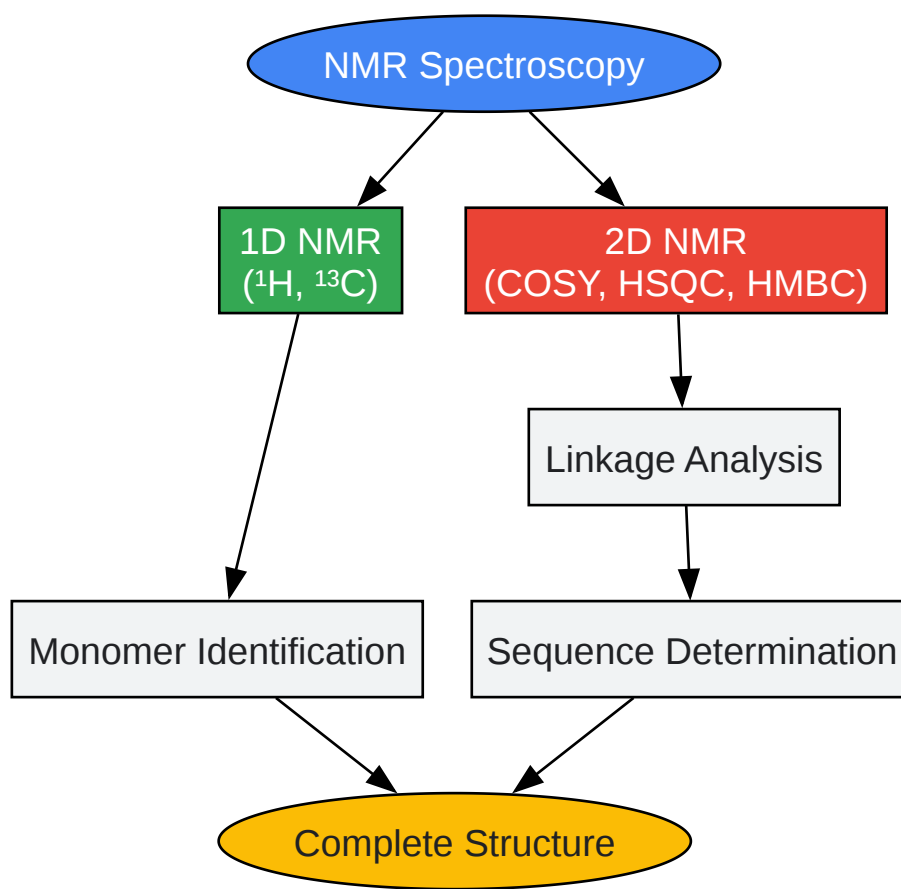 NMR Spectroscopy
1D NMR
(¹H, ¹³C)
2D NMR
(COSY, HSQC, HMBC)
Linkage Analysis
Monomer Identification
Sequence Determination
Complete Structure